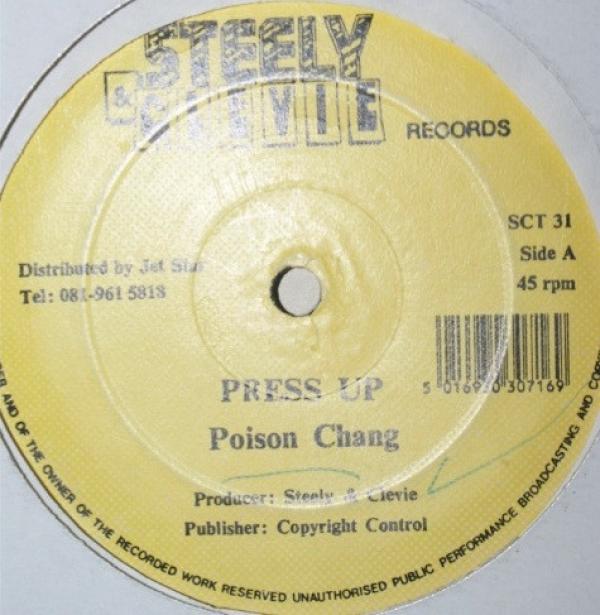 STEELY
& CLEVIE
RECORDS
SCT 31
Side A
45 rpm
Distributed by Jet Star
Tel: 081-961 5818
5 016950 307169
PRESS UP
Poison Chang
Producer: Steely & Clevie
Publisher: Copyright Control
AND OF THE OWNER OF THE RECORDED WORK RESERVED UNAUTHORISED PUBLIC PERFORMANCE BROADCASTING AND